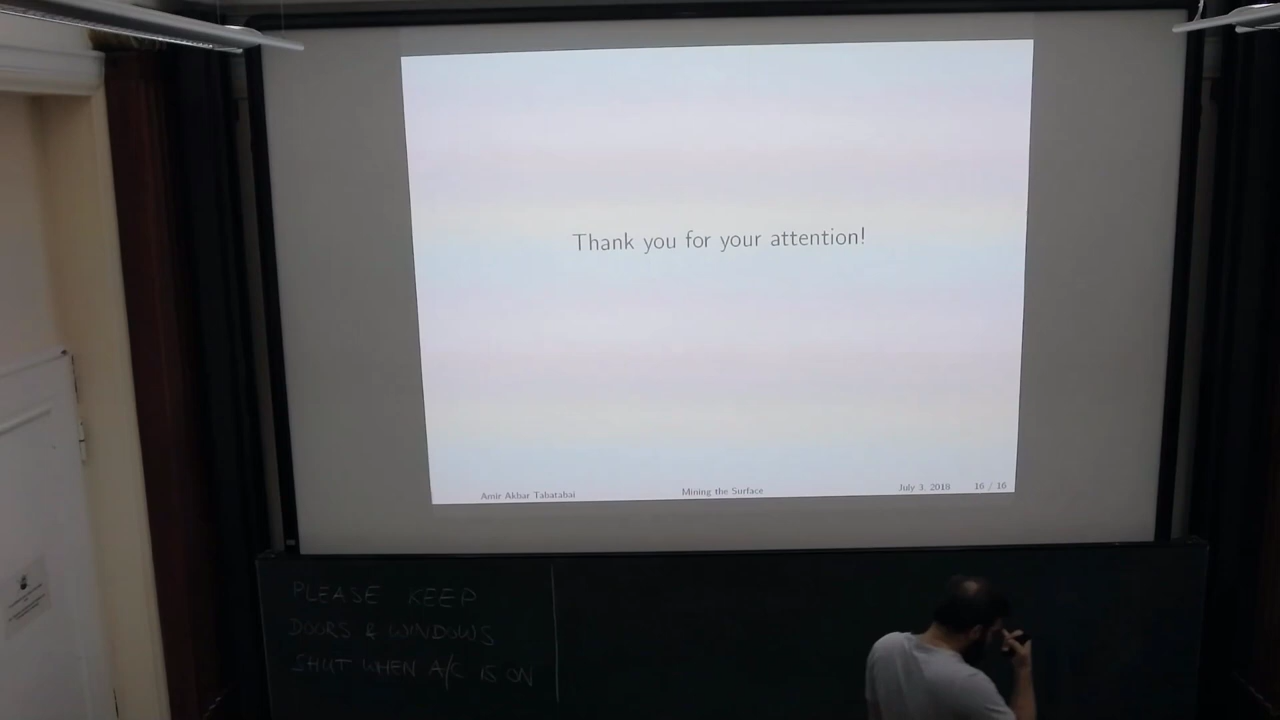 Thank you for your attention!
Amir Akbar Tabatabai
Mining the Surface
July 3, 2018
16 / 16
PLEASE KEEP
DOORS & WINDOWS
SHUT WHEN A/C IS ON